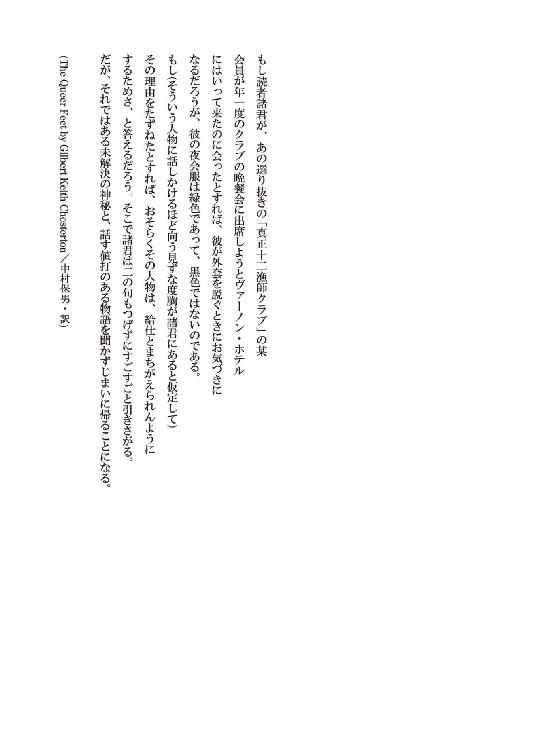 もし読者諸君が、あの選り抜きの「真正十二漁師クラブ」の某
会員が年一度のクラブの晩餐会に出席しようとヴァーノン・ホテル
にはいって来たのに会ったとすれば、彼が外套を脱ぐときにお気づきに
なるだろうが、彼の夜会服は緑色であって、黒色ではないのである。
もし(そういう人物に話しかけるほど向う見ずな度胸が諸君にあると仮定して)
その理由をたずねたとすれば、おそらくその人物は、給仕とまちがえられんように
するためさ、と答えるだろう。そこで諸君は二の句もつげずにすごすごと引きさがる。
だが、それではある未解決の神秘と、話す値打のある物語を聞かずじまいに帰ることになる。
(The Queer Feet by Gilbert Keith Chesterton／中村保男・訳)